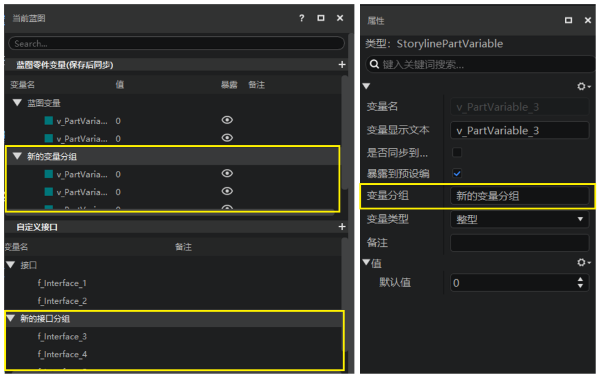 当前蓝图
?
Search...
蓝图零件变量(保存后同步)
+
变量名 值 暴露 备注
蓝图变量
v_PartVaria... 0
v_PartVaria... 0
新的变量分组
v_PartVaria... 0
v_PartVaria... 0
自定义接口
+
变量名 备注
接口
f_Interface_1
f_Interface_2
新的接口分组
f_Interface_3
f_Interface_4
属性
类型: StorylinePartVariable
键入关键词搜索...
变量名 v_PartVariable_3
变量显示文本 v_PartVariable_3
是否同步到...
暴露到预设编
变量分组 新的变量分组
变量类型 整型
备注
值
默认值 0